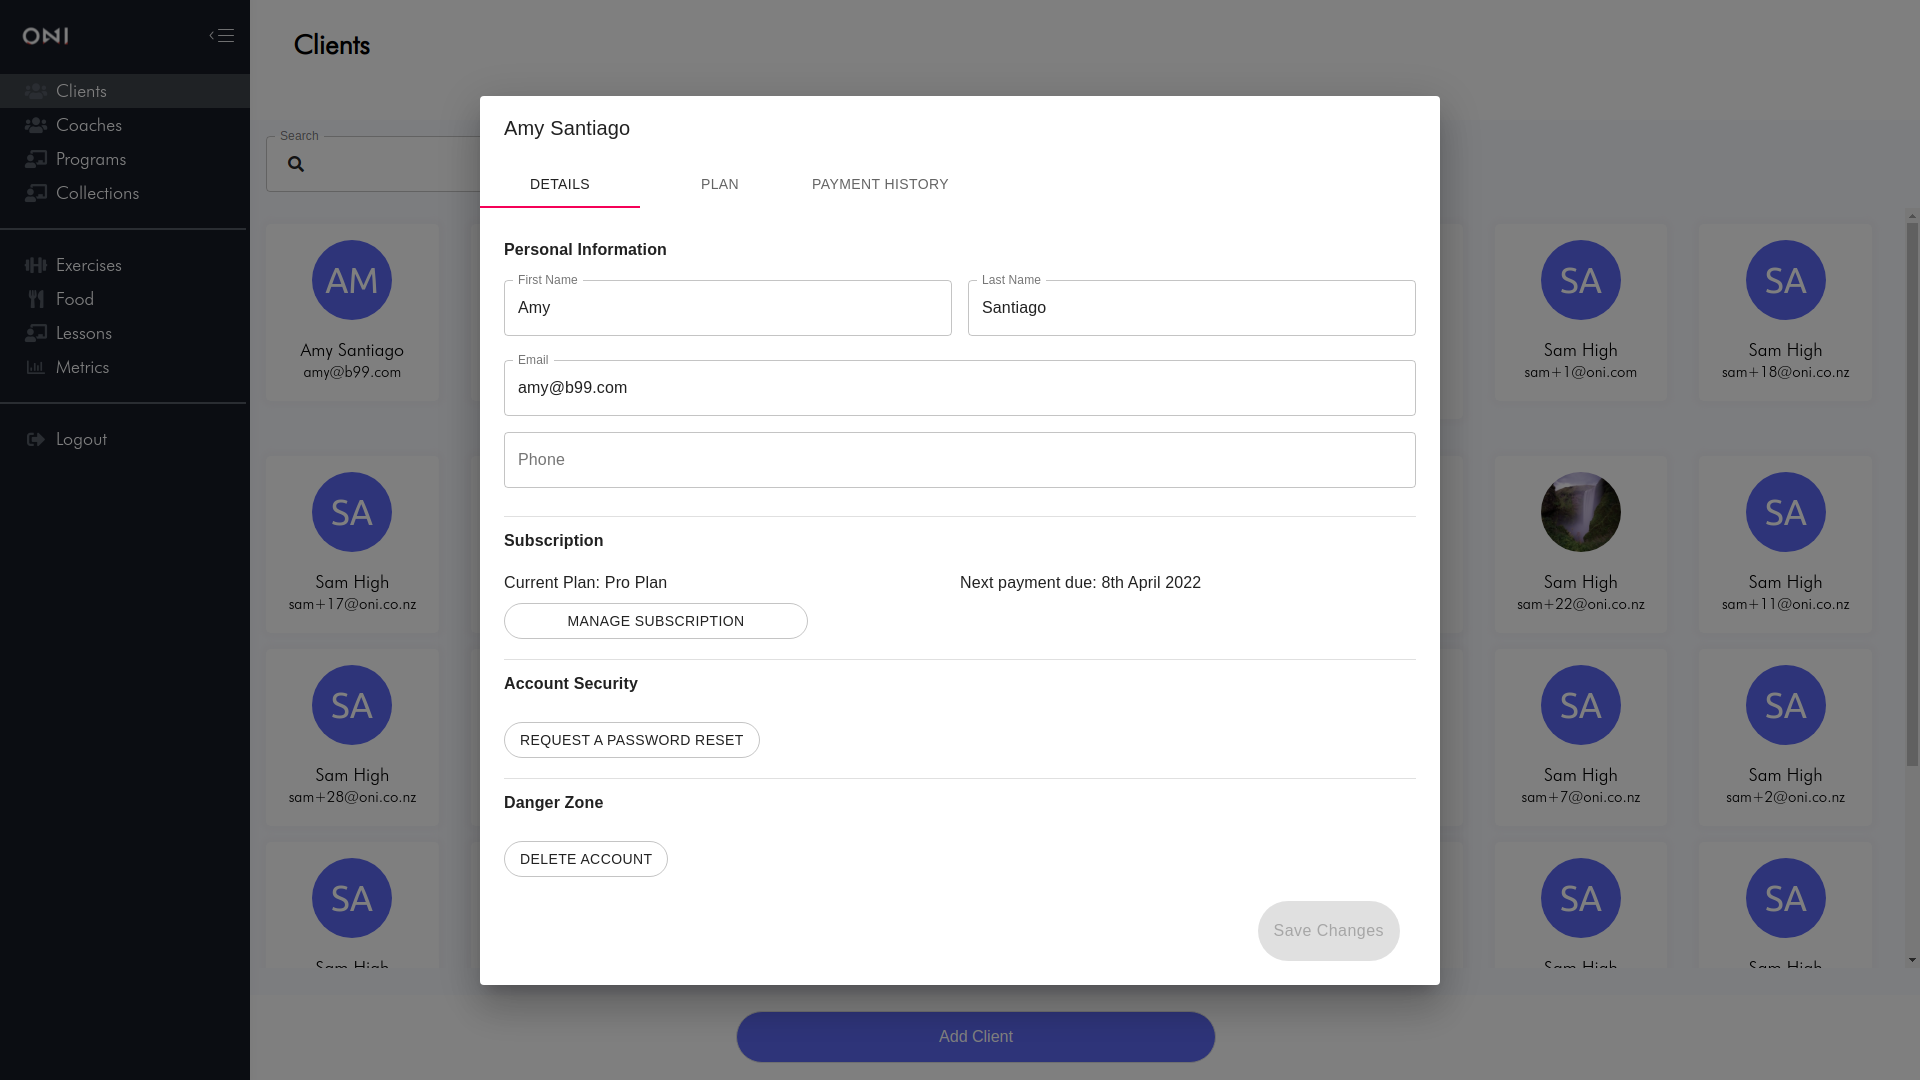 ONI
Clients
Coaches
Programs
Collections
Exercises
Food
Lessons
Metrics
Logout
Clients
Search
AM
Amy Santiago
amy@b99.com
SA
Sam High
sam+1@oni.com
SA
Sam High
sam+18@oni.co.nz
SA
Sam High
sam+17@oni.co.nz
Sam High
sam+22@oni.co.nz
SA
Sam High
sam+11@oni.co.nz
SA
Sam High
sam+28@oni.co.nz
SA
Sam High
sam+7@oni.co.nz
SA
Sam High
sam+2@oni.co.nz
SA
Sam High
SA
Sam High
SA
Sam High
Add Client
Amy Santiago
DETAILS PLAN PAYMENT HISTORY
Personal Information
First Name
Amy
Last Name
Santiago
Email
amy@b99.com
Phone
Subscription
Current Plan: Pro Plan
Next payment due: 8th April 2022
MANAGE SUBSCRIPTION
Account Security
REQUEST A PASSWORD RESET
Danger Zone
DELETE ACCOUNT
Save Changes